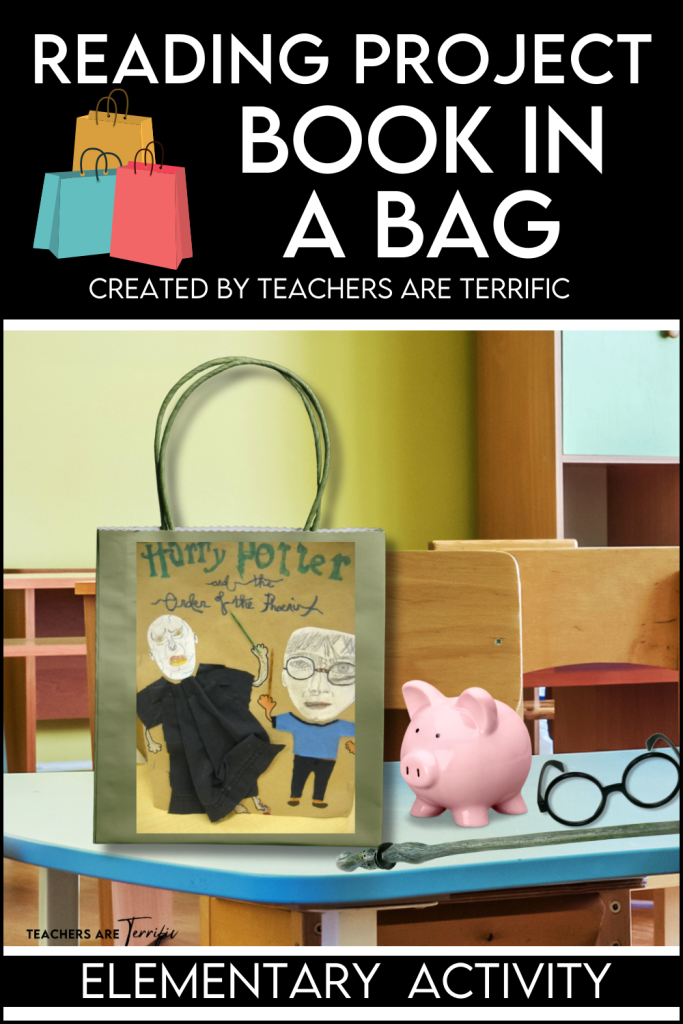 READING PROJECT
BOOK IN
A BAG
CREATED BY TEACHERS ARE TERRIFIC
Harry Potter
and the
Order of the Phoenix
TEACHERS ARE Terrific
ELEMENTARY ACTIVITY